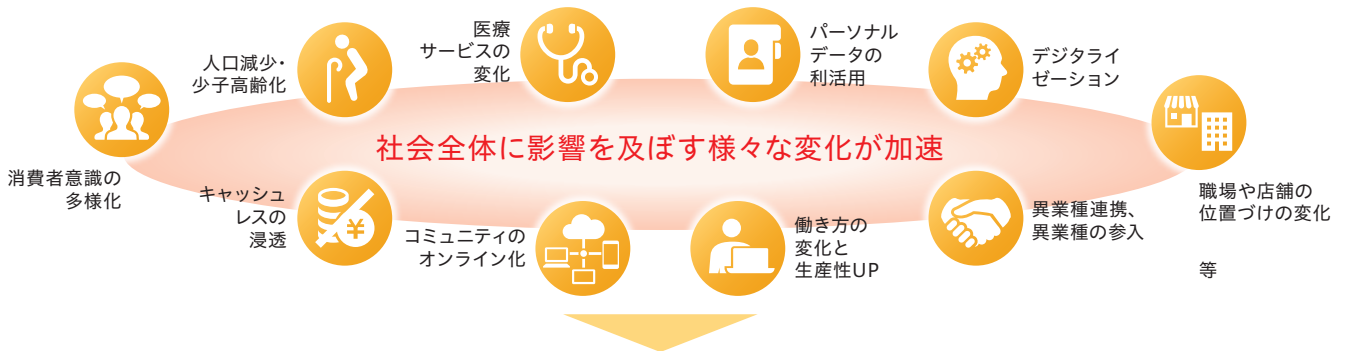 医療
サービスの
変化
パーソナル
データの
利活用
人口減少・
少子高齢化
デジタライ
ゼーション
社会全体に影響を及ぼす様々な変化が加速
消費者意識の
多様化
キャッシュ
レスの
浸透
¥
コミュニティの
オンライン化
働き方の
変化と
生産性UP
異業種連携、
異業種の参入
職場や店舗の
位置づけの変化
等